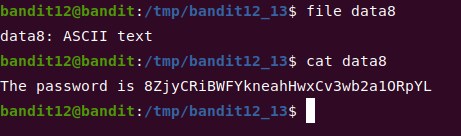 bandit12@bandit:/tmp/bandit12_13$ file data8
data8: ASCII text
bandit12@bandit:/tmp/bandit12_13$ cat data8
The password is 8ZjyCRiBWFYkneahHwxCv3wb2a1ORpYL
bandit12@bandit:/tmp/bandit12_13$